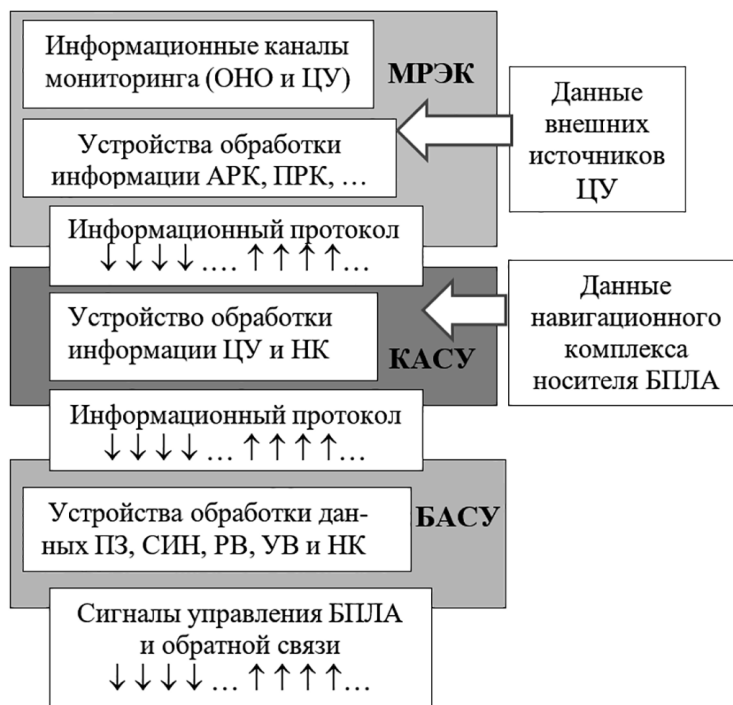 Информационные каналы
мониторинга (ОНО и ЦУ)
МРЭК
Устройства обработки
информации АРК, ПРК, …
Данные
внешних
источников
ЦУ
Информационный протокол
↓↓↓↓ …. ↑↑↑↑…
Устройство обработки
информации ЦУ и НК
КАСУ
Данные
навигационного
комплекса
носителя БПЛА
Информационный протокол
↓↓↓↓ … ↑↑↑↑…
БАСУ
Устройства обработки дан-
ных ПЗ, СИН, РВ, УВ и НК
Сигналы управления БПЛА
и обратной связи
↓↓↓↓ … ↑↑↑↑…